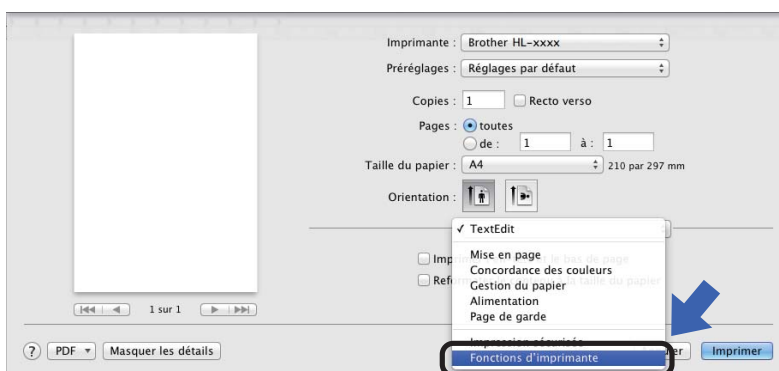 Imprimante : Brother HL-xxxx
Préréglages : Réglages par défaut
Copies : 1 Recto verso
Pages : toutes
de : 1 à : 1
Taille du papier : A4 210 par 297 mm
Orientation :
✓ TextEdit
Mise en page
Concordance des couleurs
Gestion du papier
Alimentation
Page de garde
Impression sécurisée
Fonctions d'imprimante
1 sur 1
? PDF Masquer les détails Imprimer